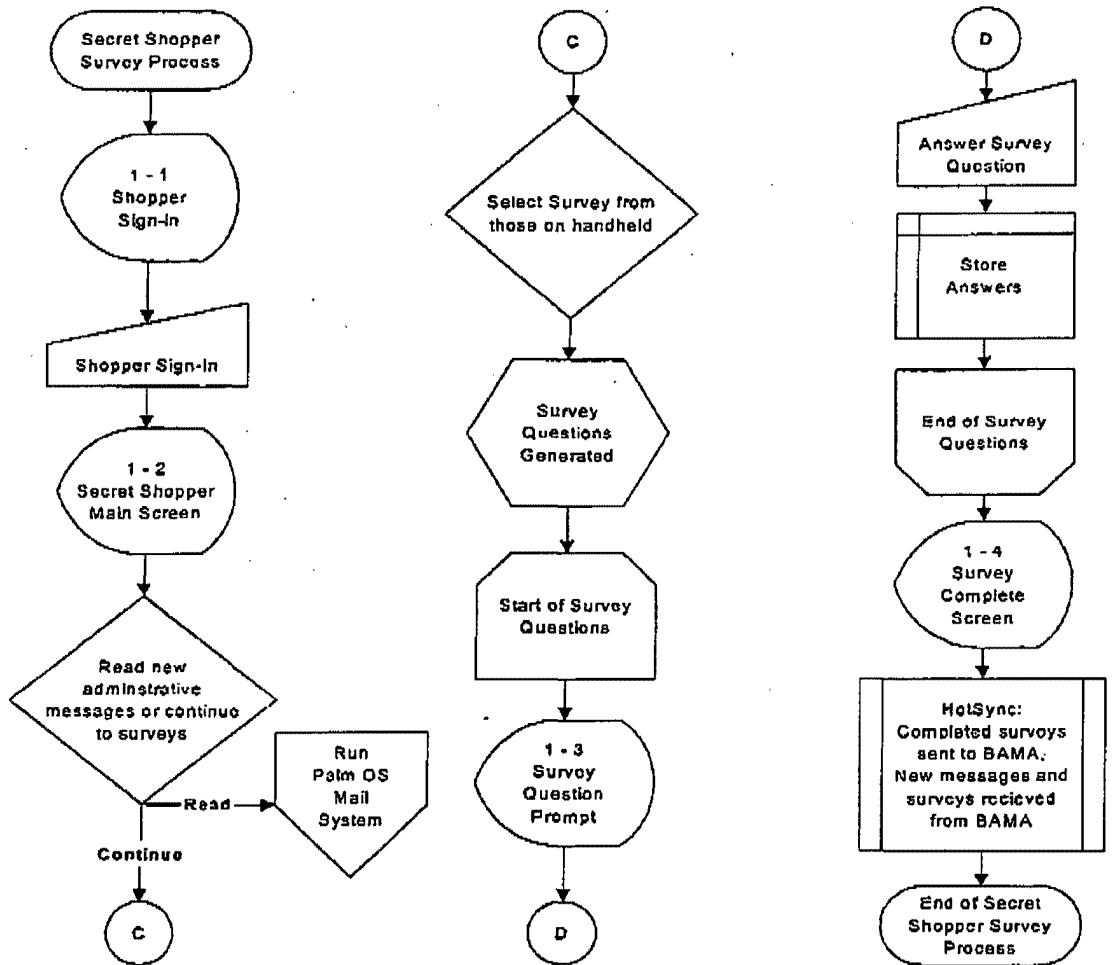 Secret Shopper
Survey Process
1 - 1
Shopper
Sign-In
Shopper Sign-In
1 - 2
Secret Shopper
Main Screen
Read new
adminstrative
messages or continue
to surveys
Read
Run
Palm OS
Mail
System
Continue
C
C
Select Survey from
those on handheld
Survey
Questions
Generated
Start of Survey
Questions
1 - 3
Survey
Question
Prompt
D
D
Answer Survey
Question
Store
Answers
End of Survey
Questions
1 - 4
Survey
Complete
Screen
HotSync:
Completed surveys
sent to BAMA.
New messages and
surveys recieved
from BAMA
End of Secret
Shopper Survey
Process